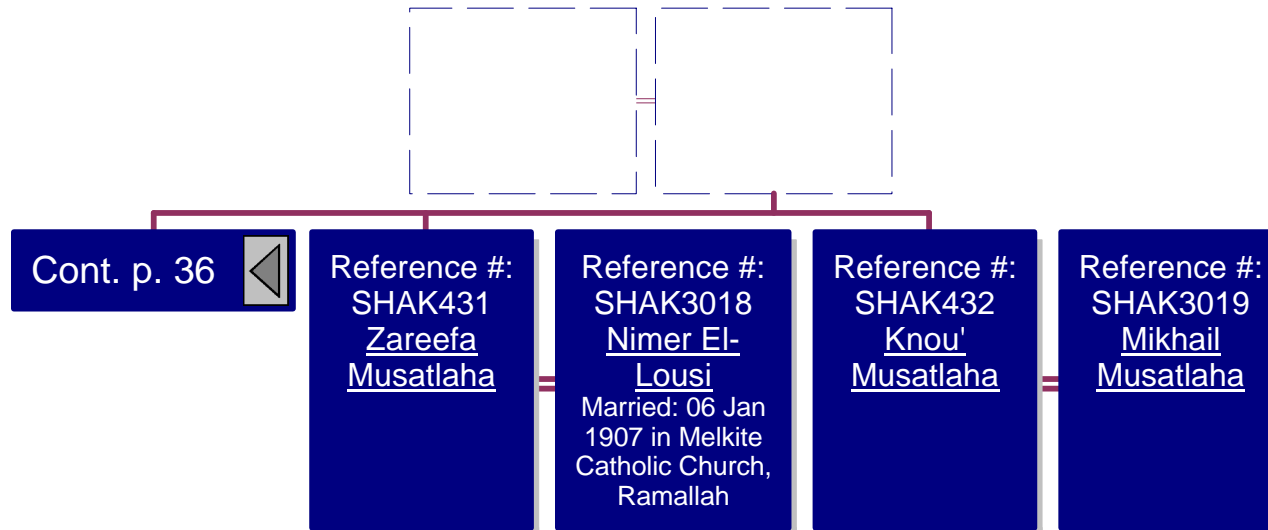 Cont. p. 36
Reference #:
SHAK431
Zareefa
Musatlaha
Reference #:
SHAK3018
Nimer El-
Lousi
Married: 06 Jan
1907 in Melkite
Catholic Church,
Ramallah
Reference #:
SHAK432
Knou'
Musatlaha
Reference #:
SHAK3019
Mikhail
Musatlaha